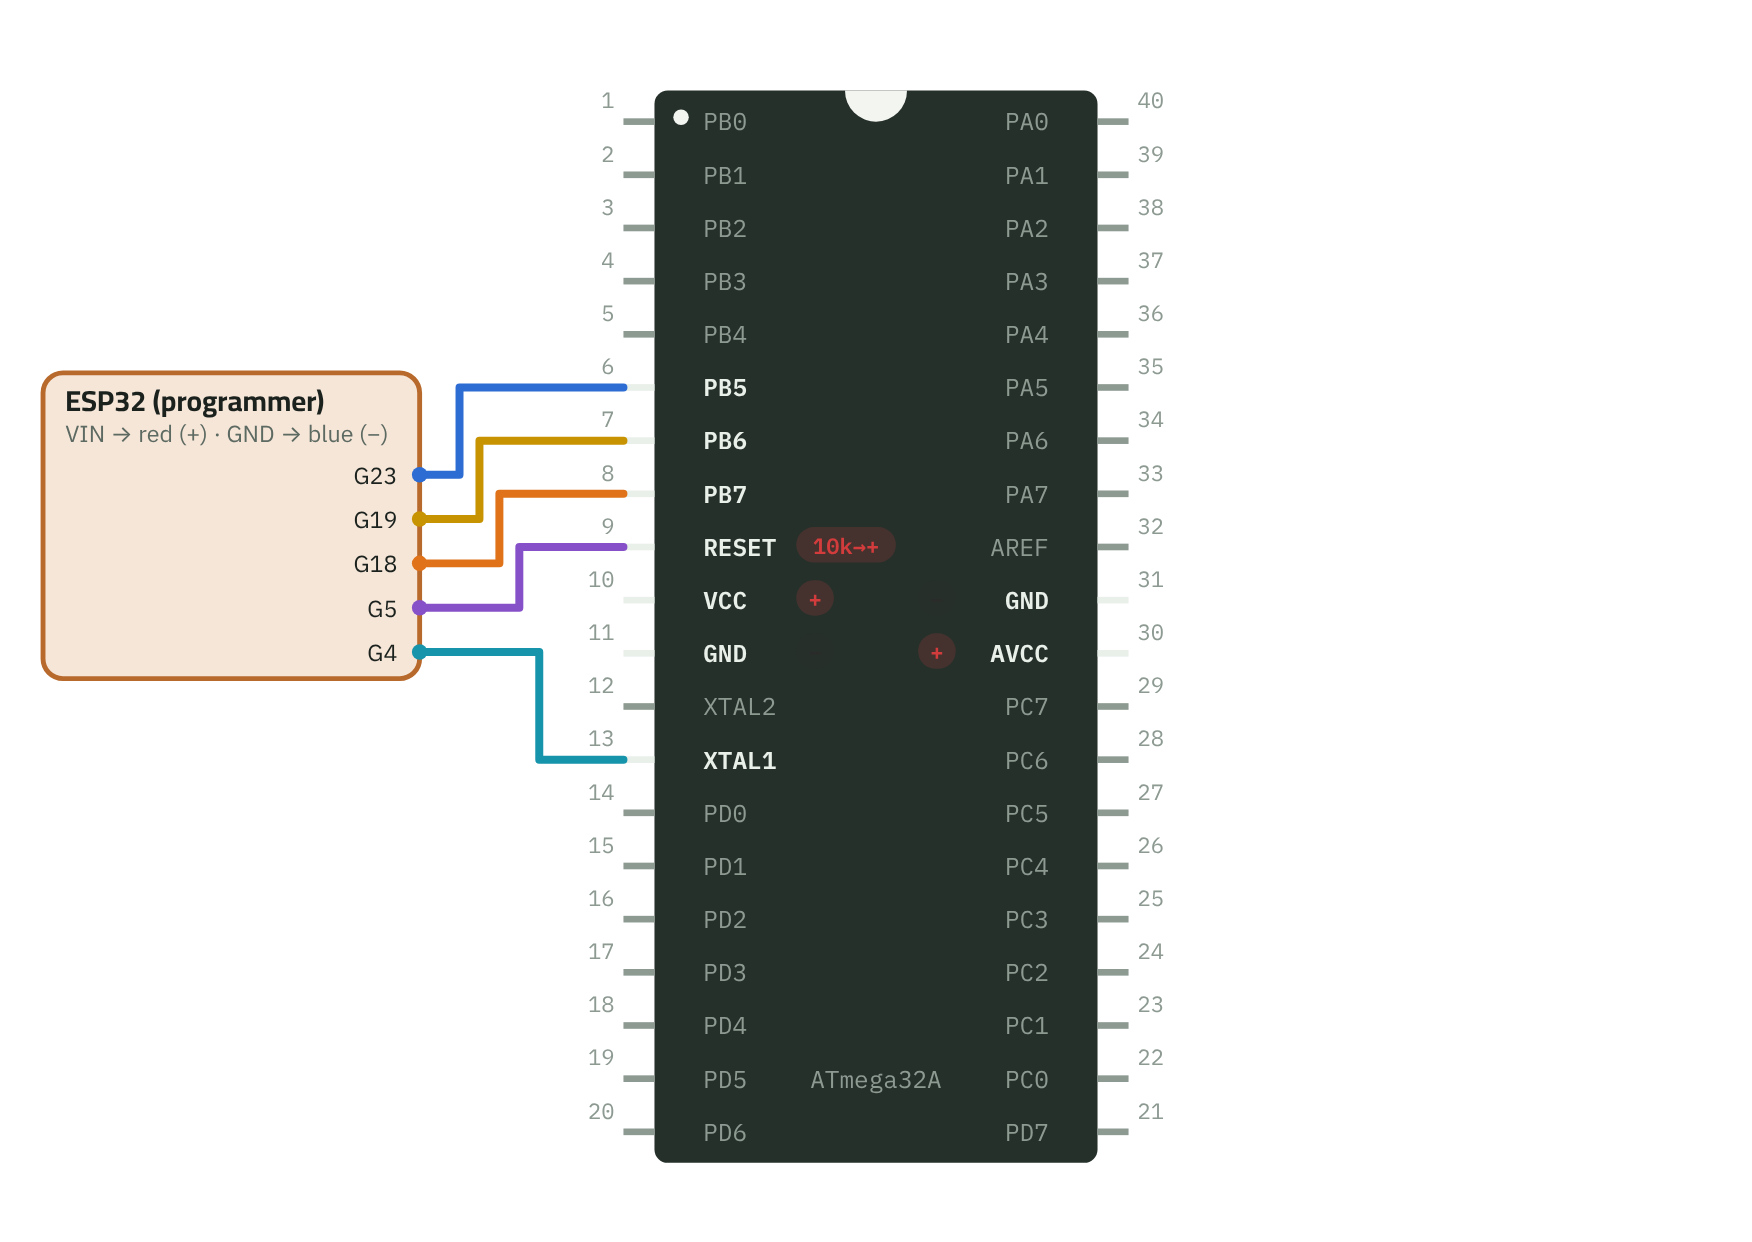 1 PB0 PA0 40
2 PB1 PA1 39
3 PB2 PA2 38
4 PB3 PA3 37
5 PB4 PA4 36
6 PB5 PA5 35
ESP32 (programmer)
VIN → red (+) · GND → blue (−)
G23
G19
G18
G5
G4
7 PB6 PA6 34
8 PB7 PA7 33
9 RESET 10k→+ AREF 32
10 VCC + GND 31
11 GND + AVCC 30
12 XTAL2 PC7 29
13 XTAL1 PC6 28
14 PD0 PC5 27
15 PD1 PC4 26
16 PD2 PC3 25
17 PD3 PC2 24
18 PD4 PC1 23
19 PD5 ATmega32A PC0 22
20 PD6 PD7 21